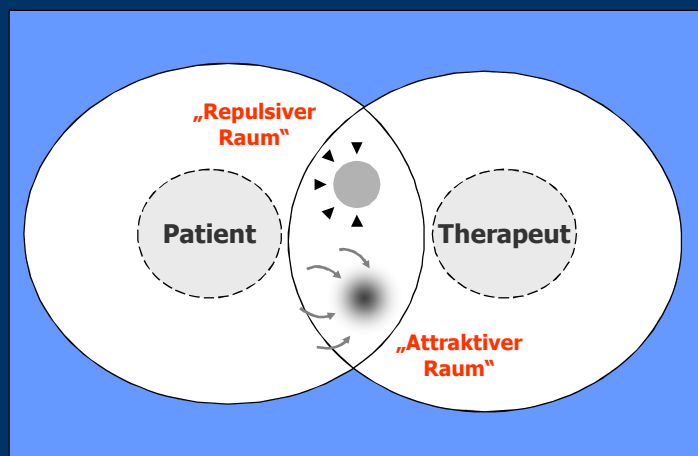 „Repulsiver
Raum“
Patient
Therapeut
„Attraktiver
Raum“